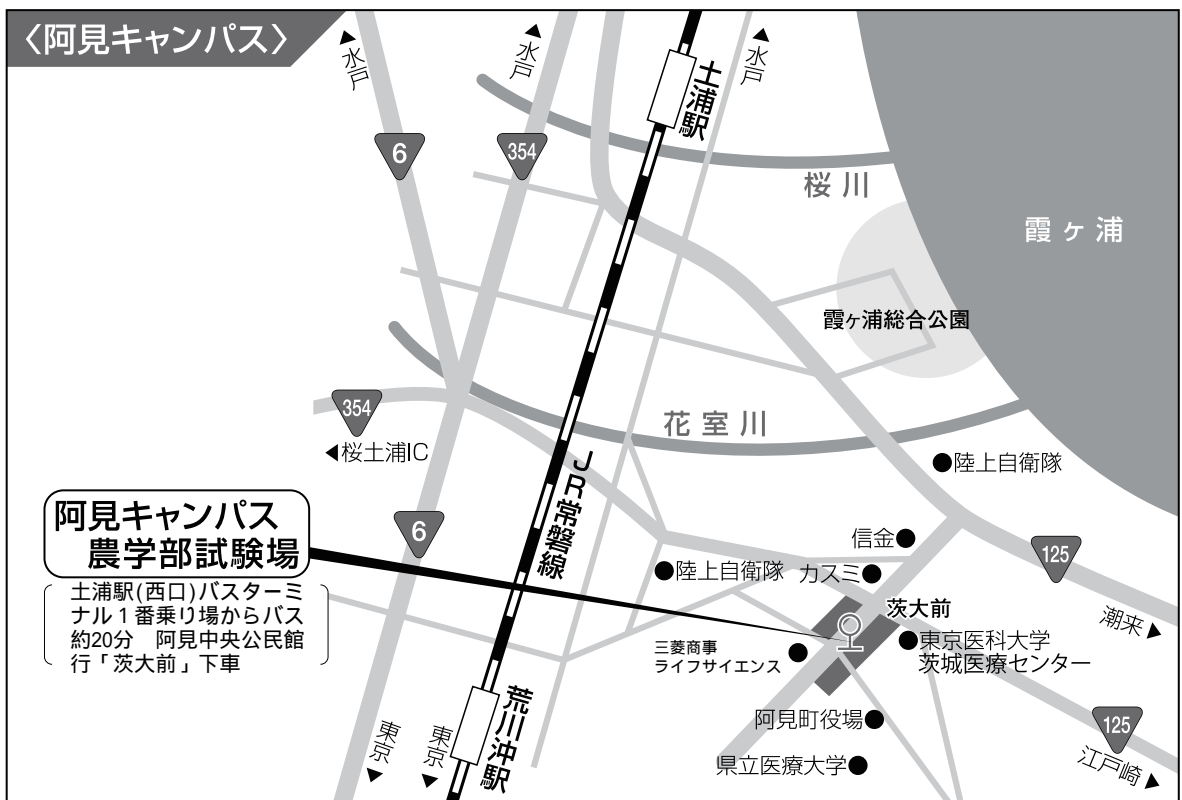 〈阿見キャンパス〉
水戸
水戸
水戸
土浦駅
6
354
桜川
霞ヶ浦
霞ヶ浦総合公園
354
桜土浦IC
花室川
JR常磐線
陸上自衛隊
6
信金
125
陸上自衛隊
カスミ
阿見キャンパス
農学部試験場
土浦駅(西口)バスターミ
ナル1番乗り場からバス
約20分 阿見中央公民館
行「茨大前」下車
茨大前
潮来
三菱商事
ライフサイエンス
東京医科大学
茨城医療センター
荒川沖駅
東京
東京
阿見町役場
125
県立医療大学
江戸崎